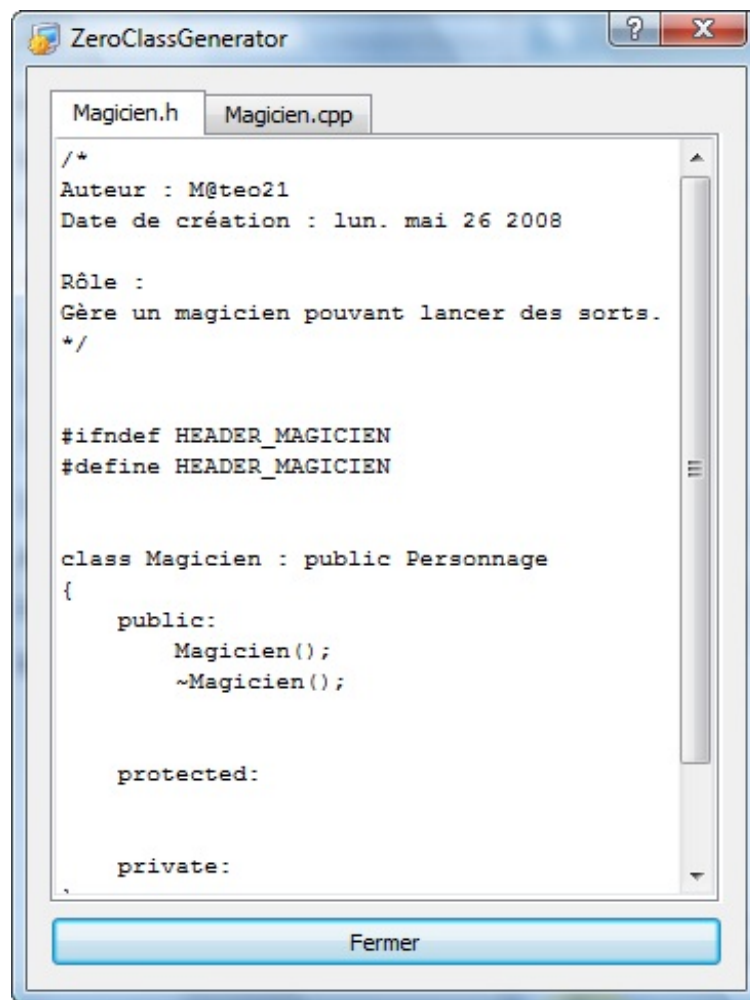 ZeroClassGenerator
Magicien.h Magicien.cpp
/*
Auteur : M@teo21
Date de création : lun. mai 26 2008
Rôle :
Gère un magicien pouvant lancer des sorts.
*/
#ifndef HEADER_MAGICIEN
#define HEADER_MAGICIEN
class Magicien : public Personnage
{
public:
Magicien();
~Magicien();
protected:
private:
Fermer